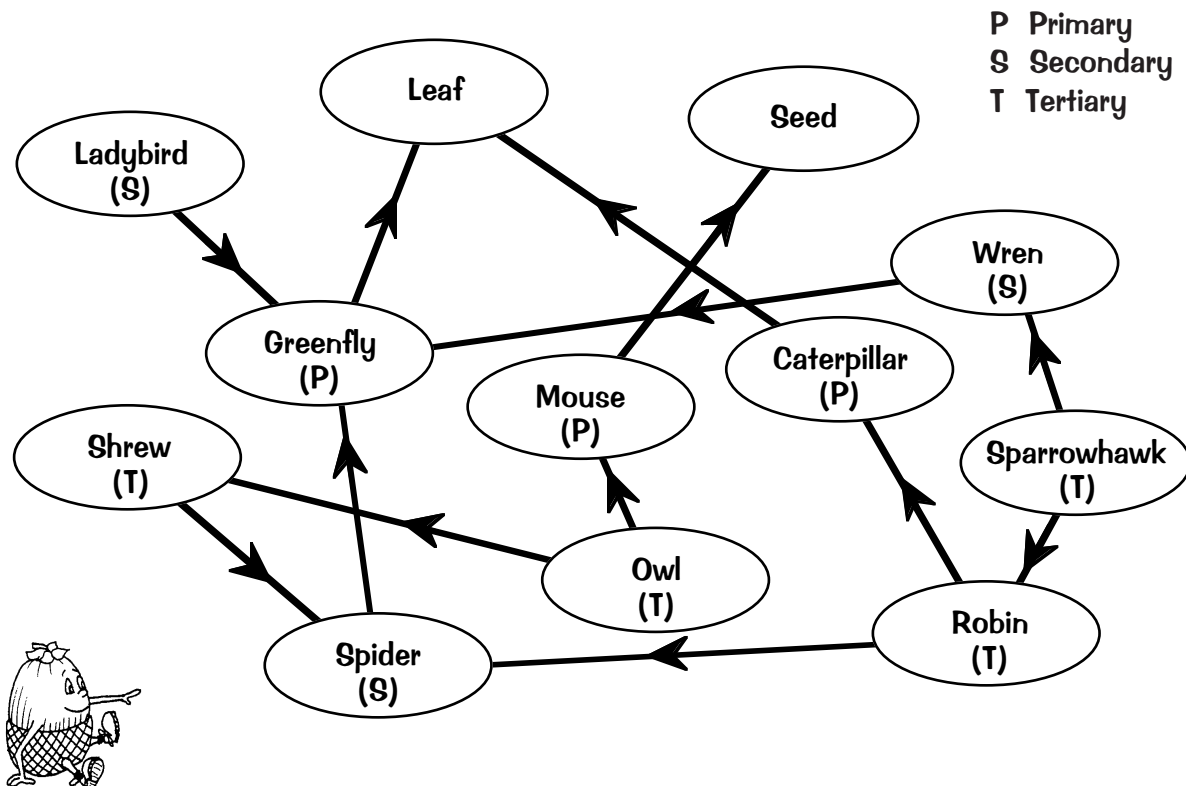 P Primary
S Secondary
T Tertiary
Leaf
Seed
Ladybird
(S)
Wren
(S)
Greenfly
(P)
Caterpillar
(P)
Mouse
(P)
Shrew
(T)
Sparrowhawk
(T)
Owl
(T)
Robin
(T)
Spider
(S)